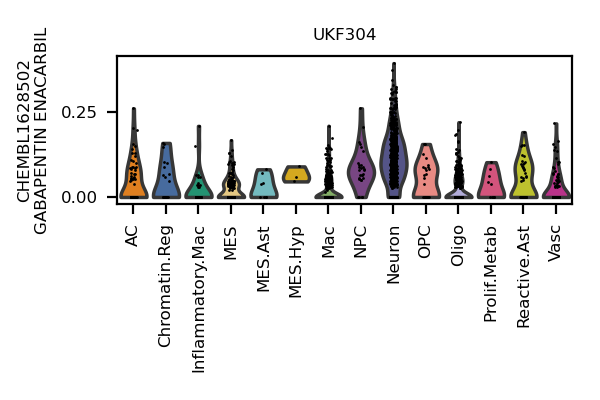 UKF304
CHEMBL1628502
GABAPENTIN ENACARBIL
0.25
0.00
AC
Chromatin.Reg
Inflammatory.Mac
MES
MES.Ast
MES.Hyp
Mac
NPC
Neuron
OPC
Oligo
Prolif.Metab
Reactive.Ast
Vasc